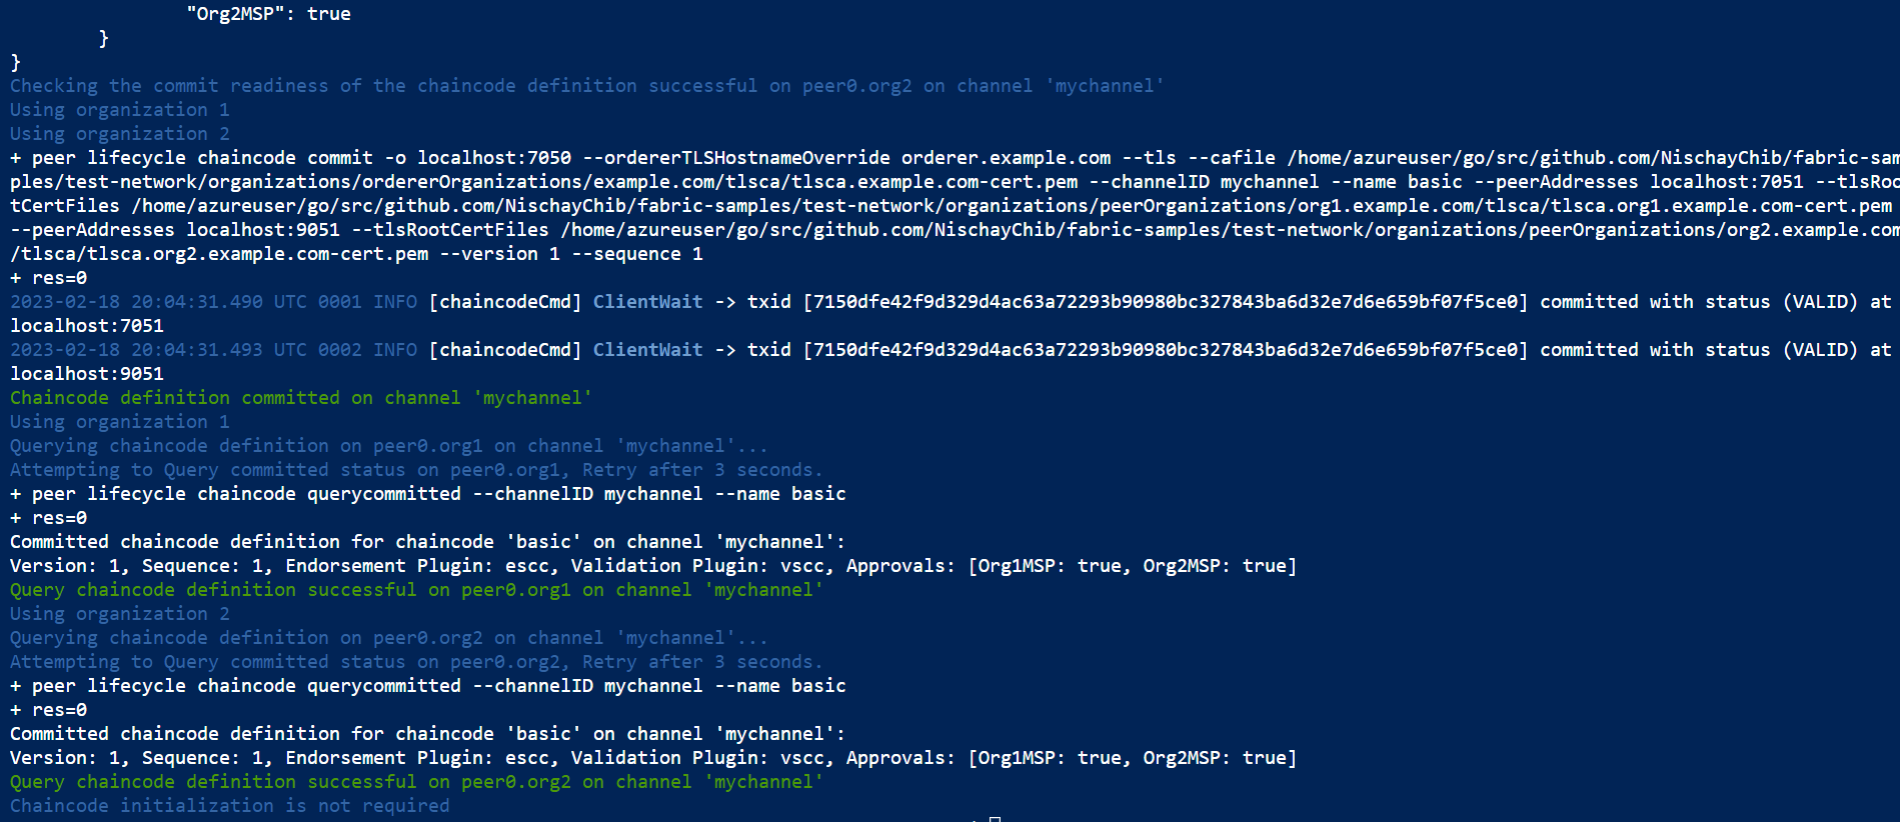 "Org2MSP": true
}
}
Checking the commit readiness of the chaincode definition successful on peer0.org2 on channel 'mychannel'
Using organization 1
Using organization 2
+ peer lifecycle chaincode commit -o localhost:7050 --ordererTLSHostnameOverride orderer.example.com --tls --cafile /home/azureuser/go/src/github.com/NischayChib/fabric-sam
ples/test-network/organizations/ordererOrganizations/example.com/tlsca/tlsca.example.com-cert.pem --channelID mychannel --name basic --peerAddresses localhost:7051 --tlsRoo
tCertFiles /home/azureuser/go/src/github.com/NischayChib/fabric-samples/test-network/organizations/peerOrganizations/org1.example.com/tlsca/tlsca.org1.example.com-cert.pem
--peerAddresses localhost:9051 --tlsRootCertFiles /home/azureuser/go/src/github.com/NischayChib/fabric-samples/test-network/organizations/peerOrganizations/org2.example.com
/tlsca/tlsca.org2.example.com-cert.pem --version 1 --sequence 1
+ res=0
2023-02-18 20:04:31.490 UTC 0001 INFO [chaincodeCmd] ClientWait -> txid [7150dfe42f9d329d4ac63a72293b90980bc327843ba6d32e7d6e659bf07f5ce0] committed with status (VALID) at
localhost:7051
2023-02-18 20:04:31.493 UTC 0002 INFO [chaincodeCmd] ClientWait -> txid [7150dfe42f9d329d4ac63a72293b90980bc327843ba6d32e7d6e659bf07f5ce0] committed with status (VALID) at
localhost:9051
Chaincode definition committed on channel 'mychannel'
Using organization 1
Querying chaincode definition on peer0.org1 on channel 'mychannel'...
Attempting to Query committed status on peer0.org1, Retry after 3 seconds.
+ peer lifecycle chaincode querycommitted --channelID mychannel --name basic
+ res=0
Committed chaincode definition for chaincode 'basic' on channel 'mychannel':
Version: 1, Sequence: 1, Endorsement Plugin: escc, Validation Plugin: vscc, Approvals: [Org1MSP: true, Org2MSP: true]
Query chaincode definition successful on peer0.org1 on channel 'mychannel'
Using organization 2
Querying chaincode definition on peer0.org2 on channel 'mychannel'...
Attempting to Query committed status on peer0.org2, Retry after 3 seconds.
+ peer lifecycle chaincode querycommitted --channelID mychannel --name basic
+ res=0
Committed chaincode definition for chaincode 'basic' on channel 'mychannel':
Version: 1, Sequence: 1, Endorsement Plugin: escc, Validation Plugin: vscc, Approvals: [Org1MSP: true, Org2MSP: true]
Query chaincode definition successful on peer0.org2 on channel 'mychannel'
Chaincode initialization is not required